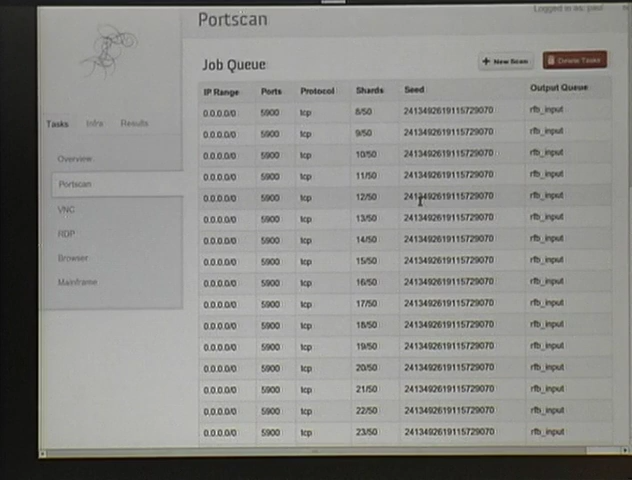 Logged in as: paul
Portscan
Job Queue
+ New Scan
Delete Tasks
IP Range Ports Protocol Shards Seed Output Queue
0.0.0.0/0 5900 tcp 8/50 2413492619115729070 rfb_input
0.0.0.0/0 5900 tcp 9/50 2413492619115729070 rfb_input
0.0.0.0/0 5900 tcp 10/50 2413492619115729070 rfb_input
0.0.0.0/0 5900 tcp 11/50 2413492619115729070 rfb_input
0.0.0.0/0 5900 tcp 12/50 2413492619115729070 rfb_input
0.0.0.0/0 5900 tcp 13/50 2413492619115729070 rfb_input
0.0.0.0/0 5900 tcp 14/50 2413492619115729070 rfb_input
0.0.0.0/0 5900 tcp 15/50 2413492619115729070 rfb_input
0.0.0.0/0 5900 tcp 16/50 2413492619115729070 rfb_input
0.0.0.0/0 5900 tcp 17/50 2413492619115729070 rfb_input
0.0.0.0/0 5900 tcp 18/50 2413492619115729070 rfb_input
0.0.0.0/0 5900 tcp 19/50 2413492619115729070 rfb_input
0.0.0.0/0 5900 tcp 20/50 2413492619115729070 rfb_input
0.0.0.0/0 5900 tcp 21/50 2413492619115729070 rfb_input
0.0.0.0/0 5900 tcp 22/50 2413492619115729070 rfb_input
0.0.0.0/0 5900 tcp 23/50 2413492619115729070 rfb_input
Tasks Infra Results
Overview
Portscan
VNC
RDP
Browser
Mainframe